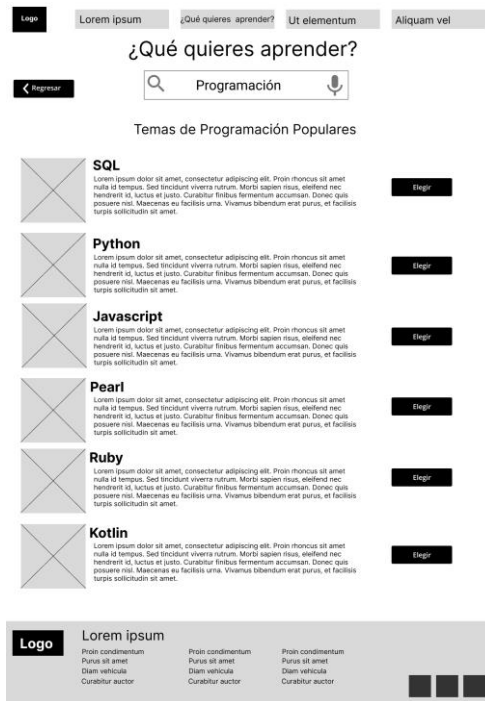 Logo
Lorem ipsum
¿Qué quieres aprender?
Ut elementum
Aliquam vel
¿Qué quieres aprender?
Regresar
Programación
Temas de Programación Populares
SQL
Lorem ipsum dolor sit amet, consectetur adipiscing elit. Proin rhoncus sit amet
nulla id tempus. Sed tincidunt viverra rutrum. Morbi sapien risus, eleifend nec
hendrerit id, luctus et justo. Curabitur finibus fermentum accumsan. Donec quis
posuere nisl. Maecenas eu facilisis urna. Vivamus bibendum erat purus, et facilisis
turpis sollicitudin sit amet.
Elegir
Python
Lorem ipsum dolor sit amet, consectetur adipiscing elit. Proin rhoncus sit amet
nulla id tempus. Sed tincidunt viverra rutrum. Morbi sapien risus, eleifend nec
hendrerit id, luctus et justo. Curabitur finibus fermentum accumsan. Donec quis
posuere nisl. Maecenas eu facilisis urna. Vivamus bibendum erat purus, et facilisis
turpis sollicitudin sit amet.
Elegir
Javascript
Lorem ipsum dolor sit amet, consectetur adipiscing elit. Proin rhoncus sit amet
nulla id tempus. Sed tincidunt viverra rutrum. Morbi sapien risus, eleifend nec
hendrerit id, luctus et justo. Curabitur finibus fermentum accumsan. Donec quis
posuere nisl. Maecenas eu facilisis urna. Vivamus bibendum erat purus, et facilisis
turpis sollicitudin sit amet.
Elegir
Pearl
Lorem ipsum dolor sit amet, consectetur adipiscing elit. Proin rhoncus sit amet
nulla id tempus. Sed tincidunt viverra rutrum. Morbi sapien risus, eleifend nec
hendrerit id, luctus et justo. Curabitur finibus fermentum accumsan. Donec quis
posuere nisl. Maecenas eu facilisis urna. Vivamus bibendum erat purus, et facilisis
turpis sollicitudin sit amet.
Elegir
Ruby
Lorem ipsum dolor sit amet, consectetur adipiscing elit. Proin rhoncus sit amet
nulla id tempus. Sed tincidunt viverra rutrum. Morbi sapien risus, eleifend nec
hendrerit id, luctus et justo. Curabitur finibus fermentum accumsan. Donec quis
posuere nisl. Maecenas eu facilisis urna. Vivamus bibendum erat purus, et facilisis
turpis sollicitudin sit amet.
Elegir
Kotlin
Lorem ipsum dolor sit amet, consectetur adipiscing elit. Proin rhoncus sit amet
nulla id tempus. Sed tincidunt viverra rutrum. Morbi sapien risus, eleifend nec
hendrerit id, luctus et justo. Curabitur finibus fermentum accumsan. Donec quis
posuere nisl. Maecenas eu facilisis urna. Vivamus bibendum erat purus, et facilisis
turpis sollicitudin sit amet.
Elegir
Logo
Lorem ipsum
Proin condimentum
Purus sit amet
Diam vehicula
Curabitur auctor
Proin condimentum
Purus sit amet
Diam vehicula
Curabitur auctor
Proin condimentum
Purus sit amet
Diam vehicula
Curabitur auctor